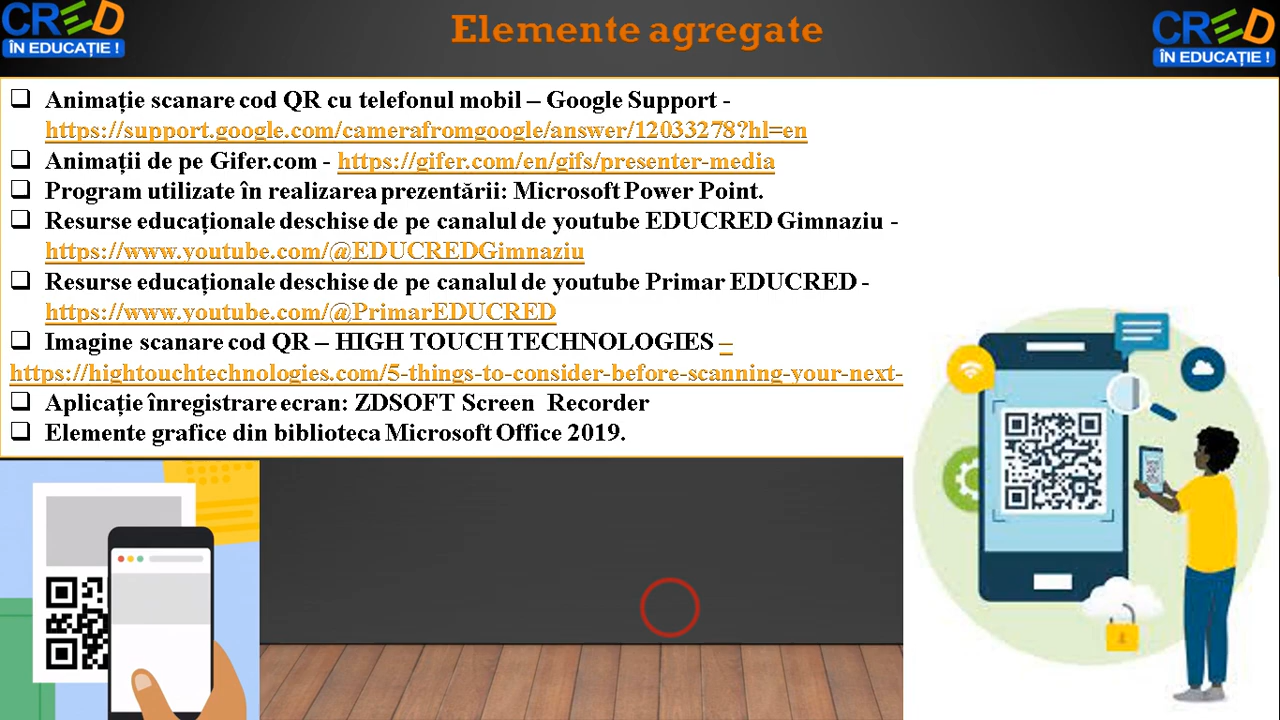 CRED
ÎN EDUCAȚIE !
Elemente agregate
CRED
ÎN EDUCAȚIE !
❑ Animație scanare cod QR cu telefonul mobil – Google Support -
https://support.google.com/camerafromgoogle/answer/12033278?hl=en
❑ Animații de pe Gifer.com - https://gifer.com/en/gifs/presenter-media
❑ Program utilizate în realizarea prezentării: Microsoft Power Point.
❑ Resurse educaționale deschise de pe canalul de youtube EDUCRED Gimnaziu -
https://www.youtube.com/@EDUCREDGimnaziu
❑ Resurse educaționale deschise de pe canalul de youtube Primar EDUCRED -
https://www.youtube.com/@PrimarEDUCRED
❑ Imagine scanare cod QR – HIGH TOUCH TECHNOLOGIES –
https://hightouchtechnologies.com/5-things-to-consider-before-scanning-your-next-
❑ Aplicație înregistrare ecran: ZDSOFT Screen Recorder
❑ Elemente grafice din biblioteca Microsoft Office 2019.